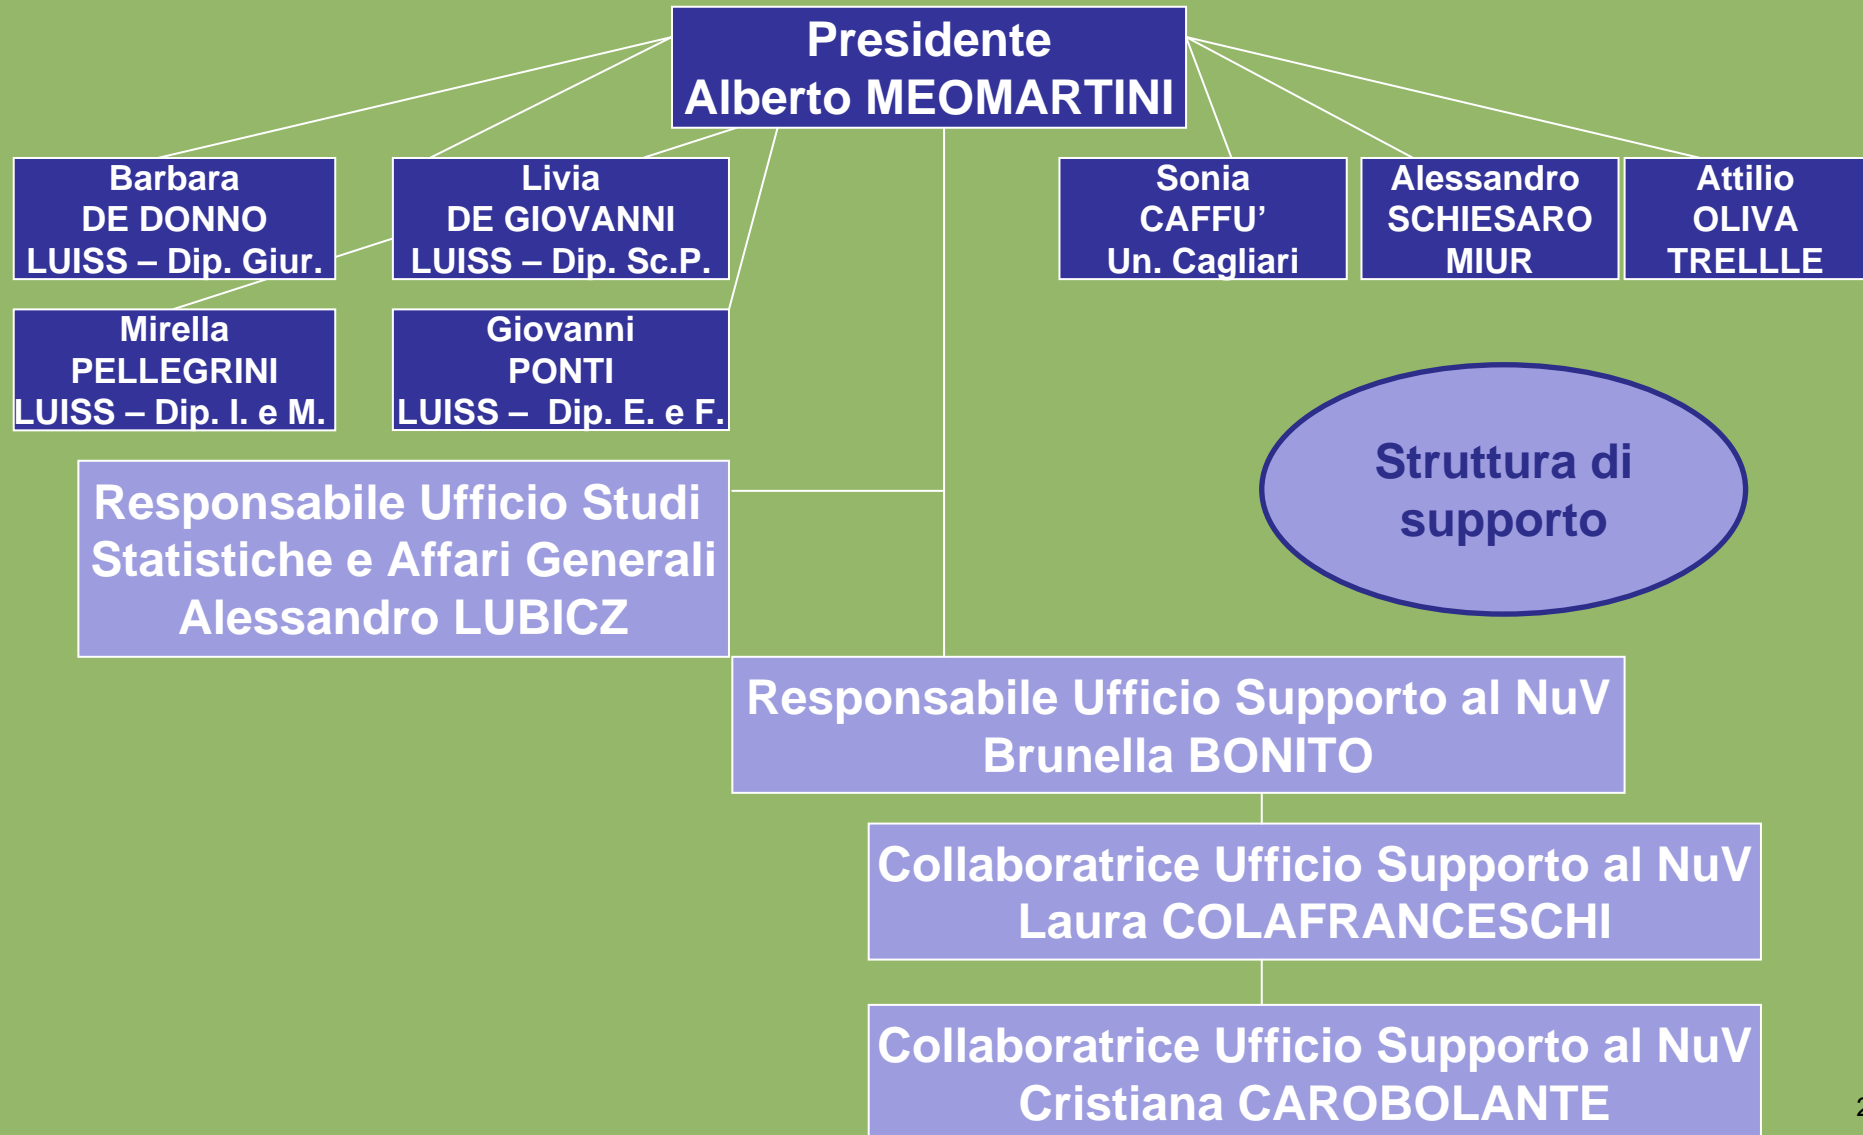 Presidente
Alberto MEOMARTINI
Barbara
DE DONNO
LUISS – Dip. Giur.
Livia
DE GIOVANNI
LUISS – Dip. Sc.P.
Sonia
CAFFU’
Un. Cagliari
Alessandro
SCHIESARO
MIUR
Attilio
OLIVA
TRELLLE
Mirella
PELLEGRINI
LUISS – Dip. I. e M.
Giovanni
PONTI
LUISS – Dip. E. e F.
Struttura di
supporto
Responsabile Ufficio Studi
Statistiche e Affari Generali
Alessandro LUBICZ
Responsabile Ufficio Supporto al NuV
Brunella BONITO
Collaboratrice Ufficio Supporto al NuV
Laura COLAFRANCESCHI
Collaboratrice Ufficio Supporto al NuV
Cristiana CAROBOLANTE